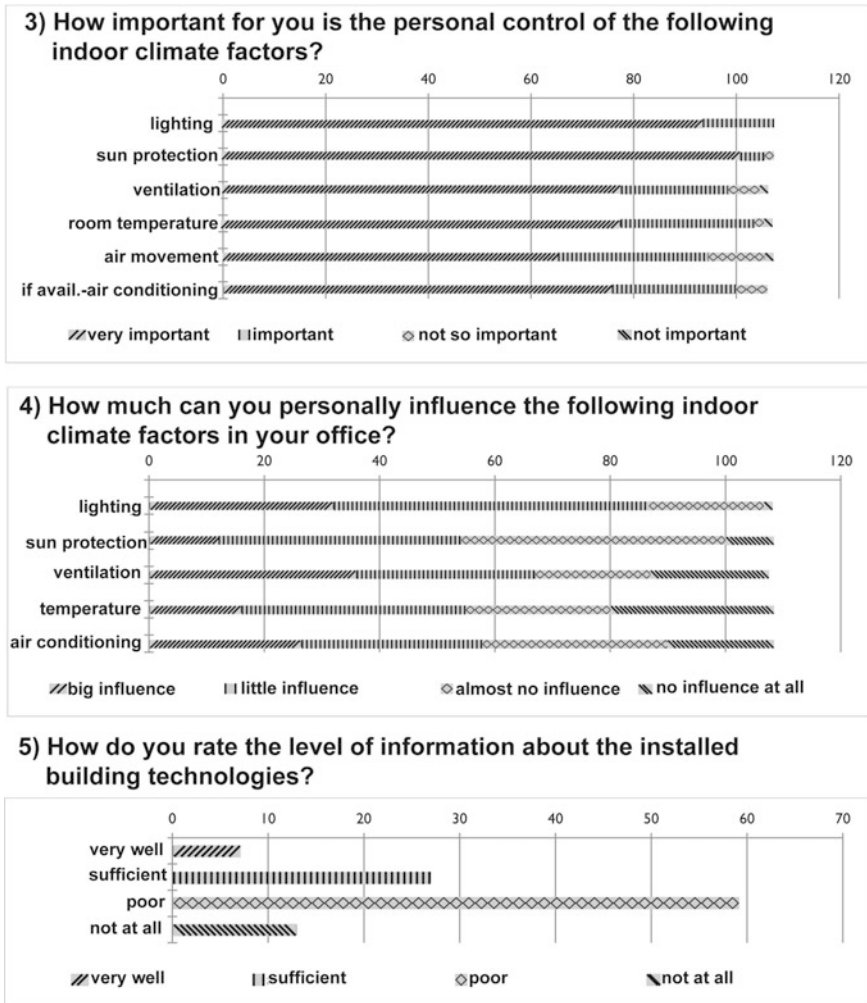 3) How important for you is the personal control of the following
indoor climate factors?
0 20 40 60 80 100 120
lighting
sun protection
ventilation
room temperature
air movement
if avail.-air conditioning
very important important not so important not important
4) How much can you personally influence the following indoor
climate factors in your office?
0 20 40 60 80 100 120
lighting
sun protection
ventilation
temperature
air conditioning
big influence little influence almost no influence no influence at all
5) How do you rate the level of information about the installed
building technologies?
0 10 20 30 40 50 60 70
very well
sufficient
poor
not at all
very well sufficient poor not at all